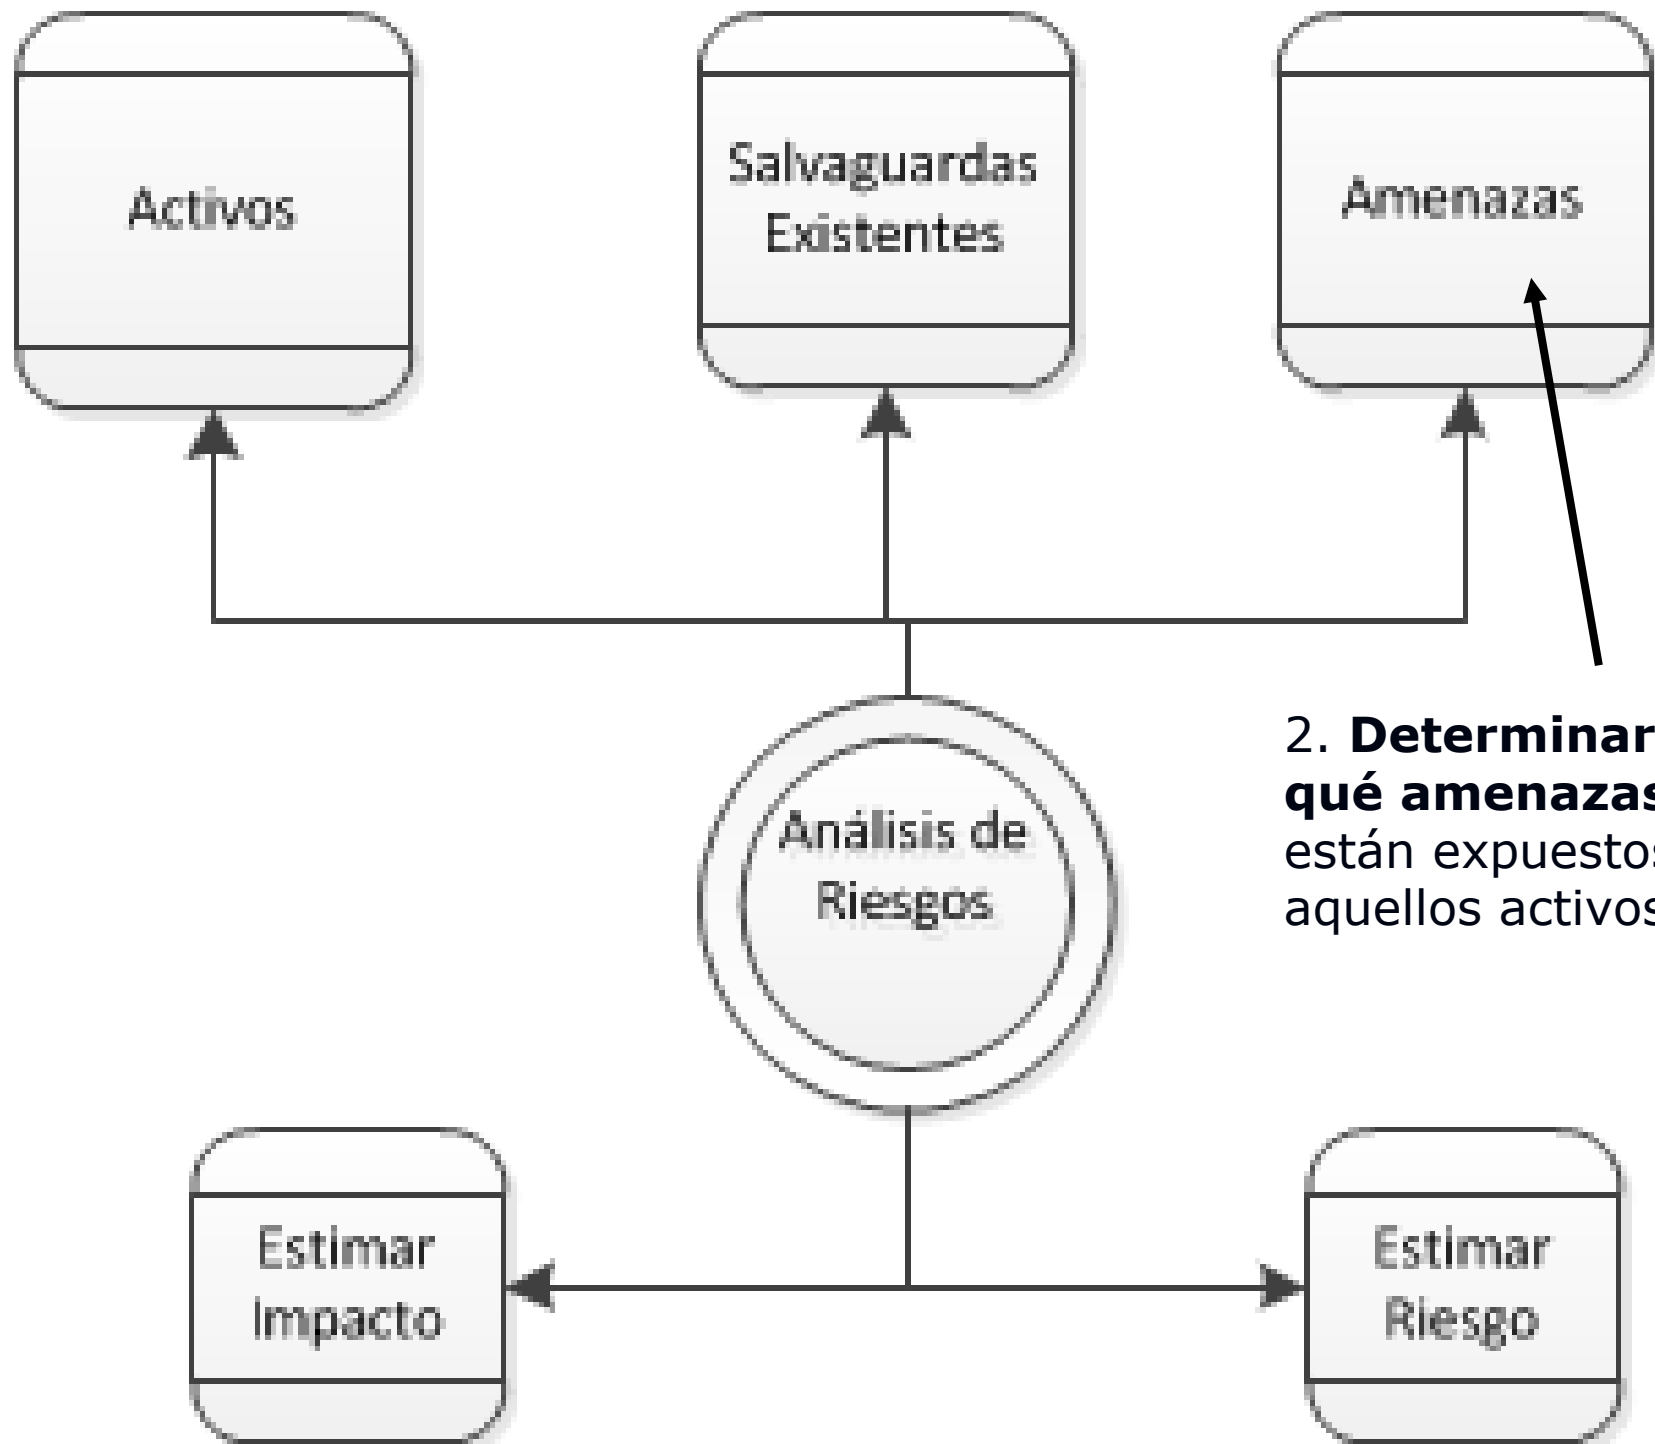 Activos
Salvaguardas
Existentes
Amenazas
Análisis de
Riesgos
2. Determinar
qué amenazas
están expuestos
aquellos activos
Estimar
Impacto
Estimar
Riesgo